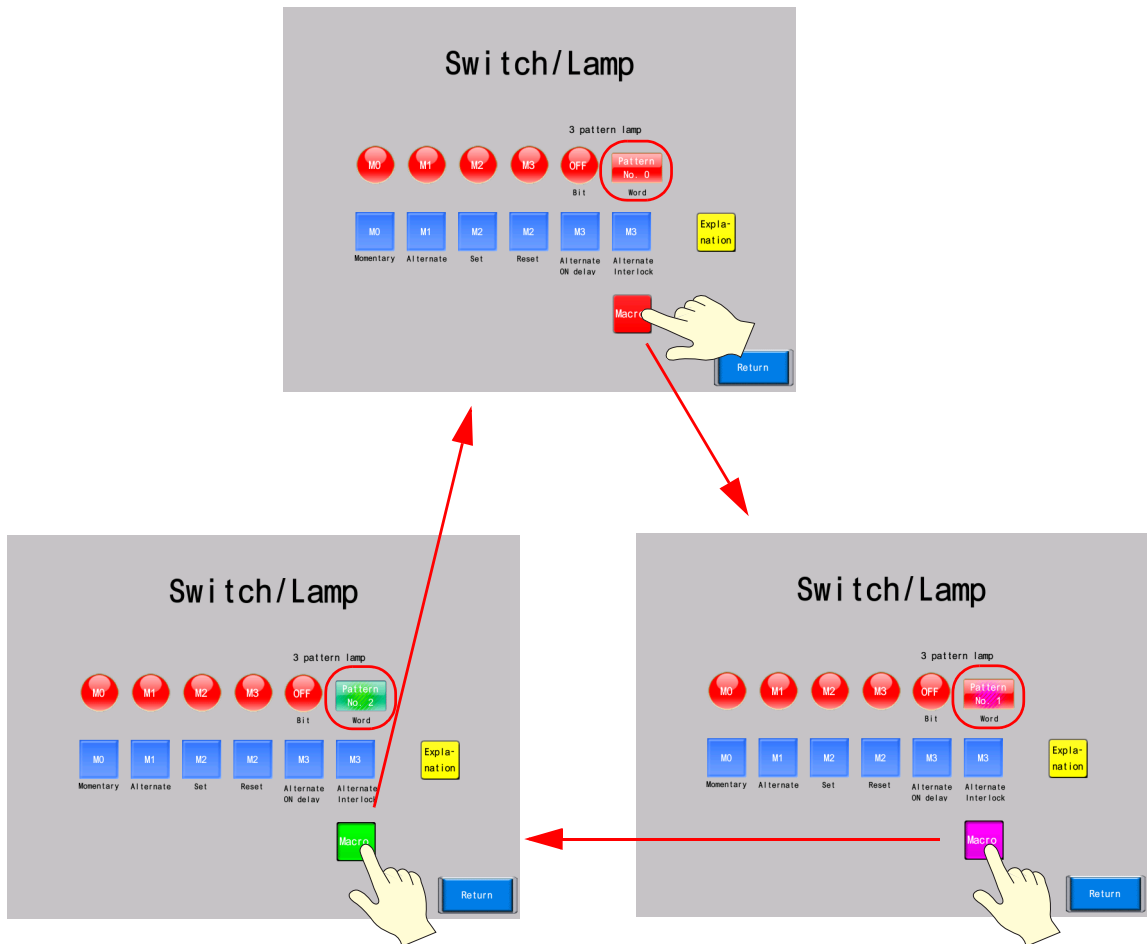 Switch/Lamp
3 pattern lamp
M0 M1 M2 M3 OFF Pattern
No. 0
Bit Word
M0 M1 M2 M2 M3 M3 Expla-
nation
Momentary Alternate Set Reset Alternate Alternate
ON delay Interlock
Macro
Return
Switch/Lamp
3 pattern lamp
M0 M1 M2 M3 OFF Pattern
No. 2
Bit Word
M0 M1 M2 M2 M3 M3 Expla-
nation
Momentary Alternate Set Reset Alternate Alternate
ON delay Interlock
Macro
Return
Switch/Lamp
3 pattern lamp
M0 M1 M2 M3 OFF Pattern
No. 1
Bit Word
M0 M1 M2 M2 M3 M3 Expla-
nation
Momentary Alternate Set Reset Alternate Alternate
ON delay Interlock
Macro
Return